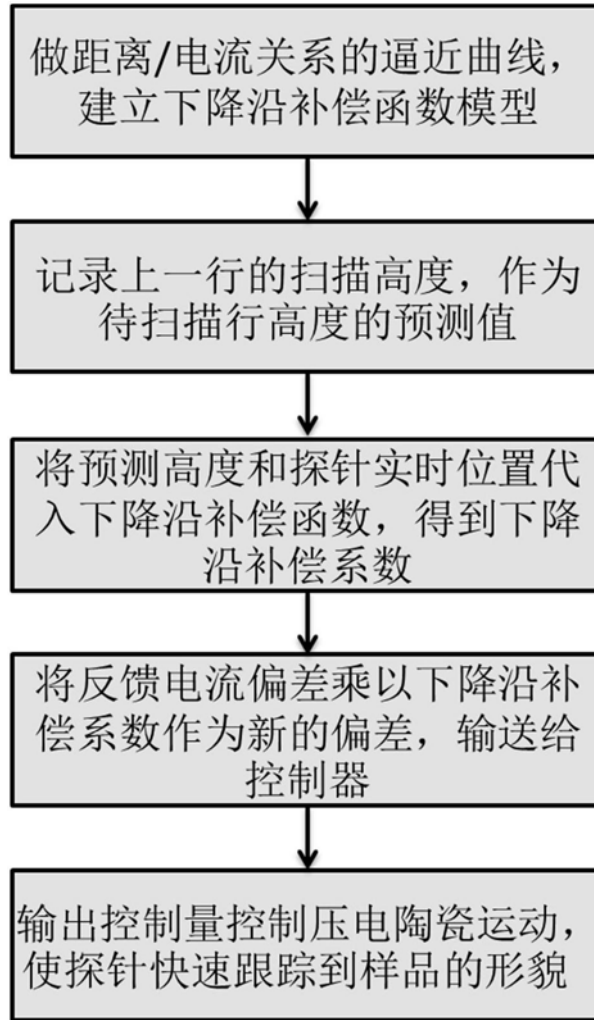 做距离/电流关系的逼近曲线，
建立下降沿补偿函数模型
记录上一行的扫描高度，作为
待扫描行高度的预测值
将预测高度和探针实时位置代
入下降沿补偿函数，得到下降
沿补偿系数
将反馈电流偏差乘以下降沿补
偿系数作为新的偏差，输送给
控制器
输出控制量控制压电陶瓷运动，
使探针快速跟踪到样品的形貌